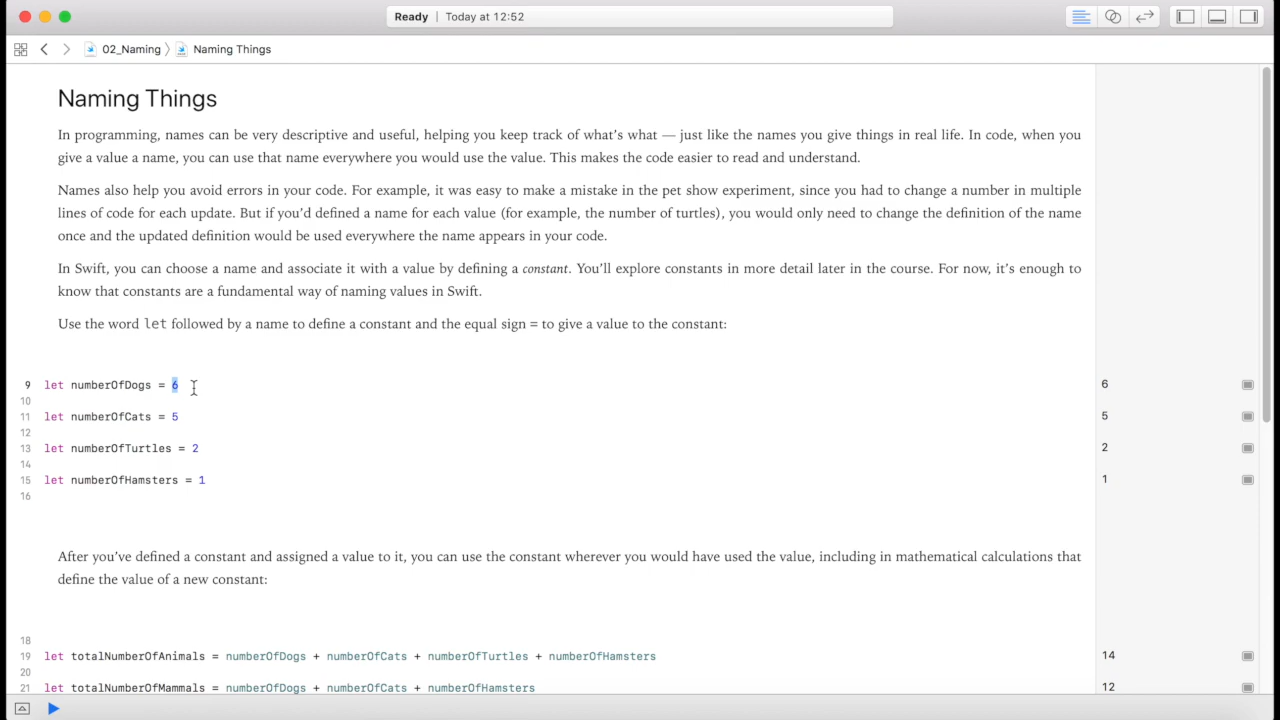 Ready | Today at 12:52
02_Naming 〉 Naming Things
Naming Things
In programming, names can be very descriptive and useful, helping you keep track of what’s what — just like the names you give things in real life. In code, when you
give a value a name, you can use that name everywhere you would use the value. This makes the code easier to read and understand.
Names also help you avoid errors in your code. For example, it was easy to make a mistake in the pet show experiment, since you had to change a number in multiple
lines of code for each update. But if you’d defined a name for each value (for example, the number of turtles), you would only need to change the definition of the name
once and the updated definition would be used everywhere the name appears in your code.
In Swift, you can choose a name and associate it with a value by defining a constant. You’ll explore constants in more detail later in the course. For now, it’s enough to
know that constants are a fundamental way of naming values in Swift.
Use the word let followed by a name to define a constant and the equal sign = to give a value to the constant:
9 let numberOfDogs = 6 6
10
11 let numberOfCats = 5 5
12
13 let numberOfTurtles = 2 2
14
15 let numberOfHamsters = 1 1
16
After you’ve defined a constant and assigned a value to it, you can use the constant wherever you would have used the value, including in mathematical calculations that
define the value of a new constant:
18
19 let totalNumberOfAnimals = numberOfDogs + numberOfCats + numberOfTurtles + numberOfHamsters 14
20
21 let totalNumberOfMammals = numberOfDogs + numberOfCats + numberOfHamsters 12